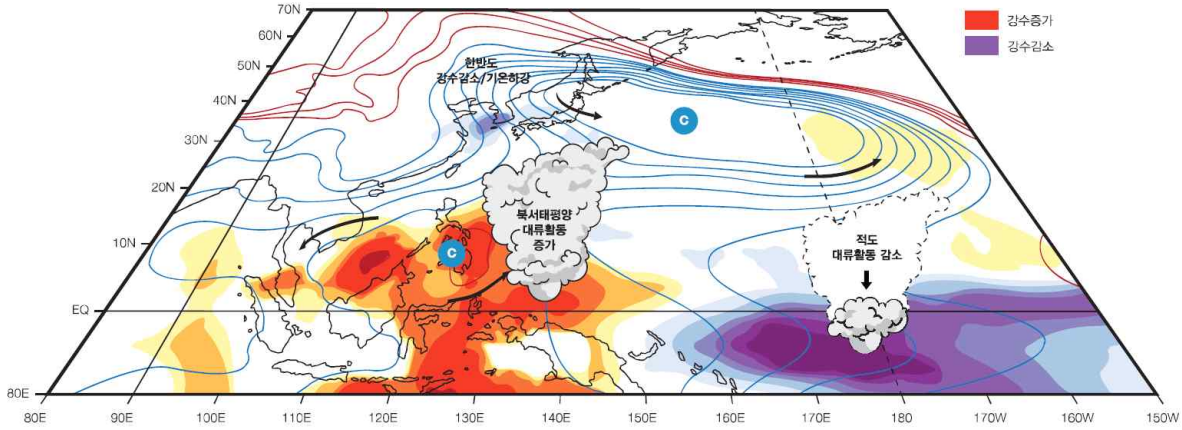 70N
60N
50N
40N
30N
20N
10N
EQ
80E
강수증가
강수감소
한반도
강수감소/기온하강
C
C
북서태평양
대류활동
증가
적도
대류활동 감소
80E 90E 100E 110E 120E 130E 140E 150E 160E 170E 180 170W 160W 150W